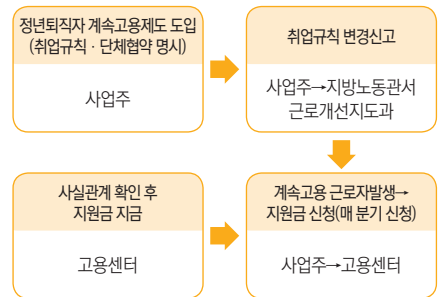 정년퇴직자 계속고용제도 도입
(취업규칙 · 단체협약 명시)
사업주
취업규칙 변경신고
사업주→지방노동관서
근로개선지도과
사실관계 확인 후
지원금 지급
고용센터
계속고용 근로자발생→
지원금 신청(매 분기 신청)
사업주→고용센터